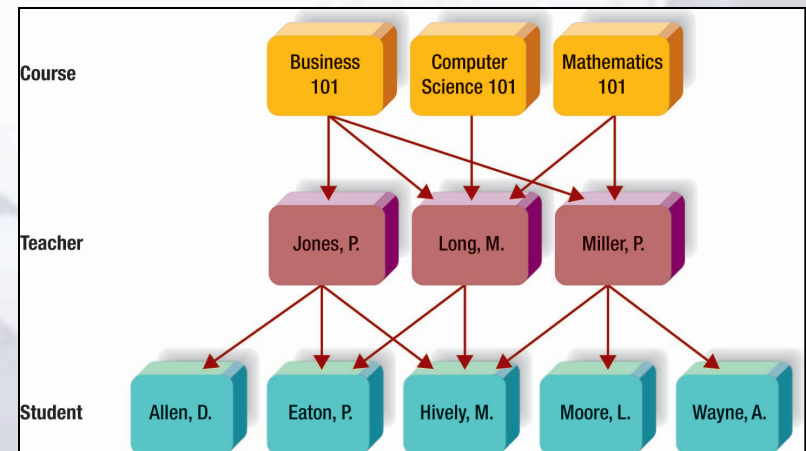 Course
Business
101
Computer
Science 101
Mathematics
101
Teacher
Jones, P.
Long, M.
Miller, P.
Student
Allen, D.
Eaton, P.
Hively, M.
Moore, L.
Wayne, A.